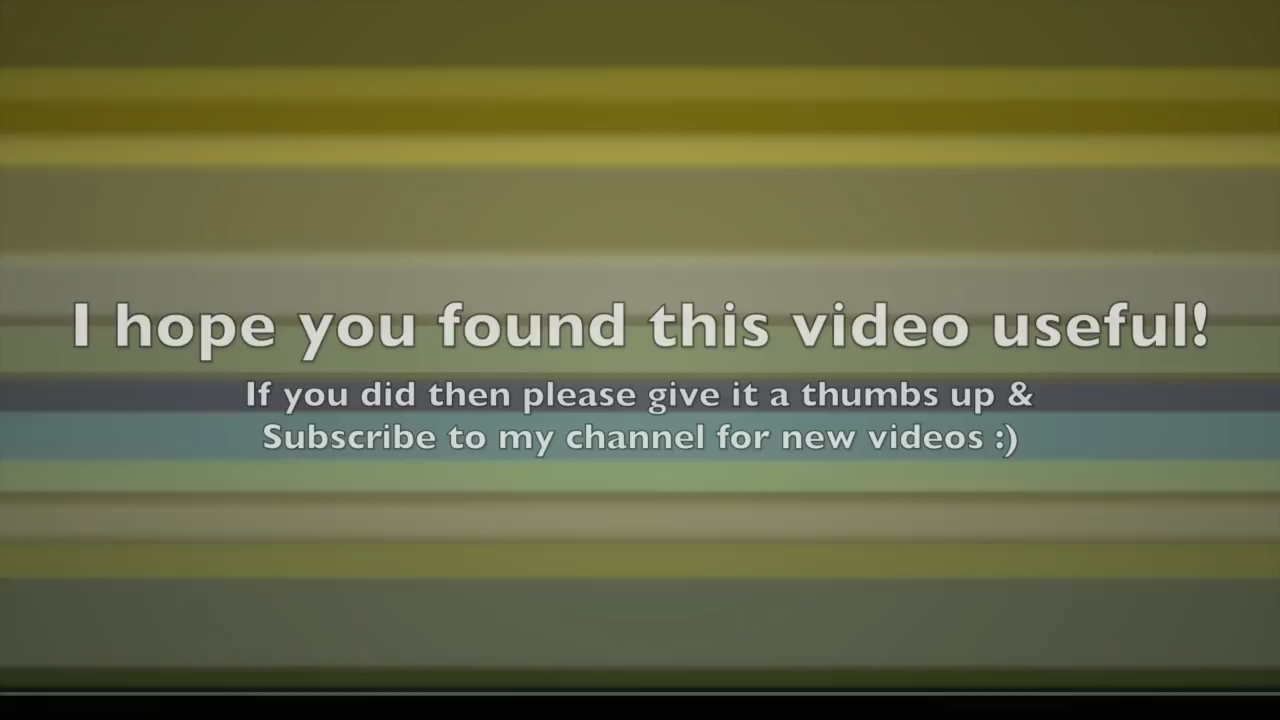 I hope you found this video useful!
If you did then please give it a thumbs up &
Subscribe to my channel for new videos :)